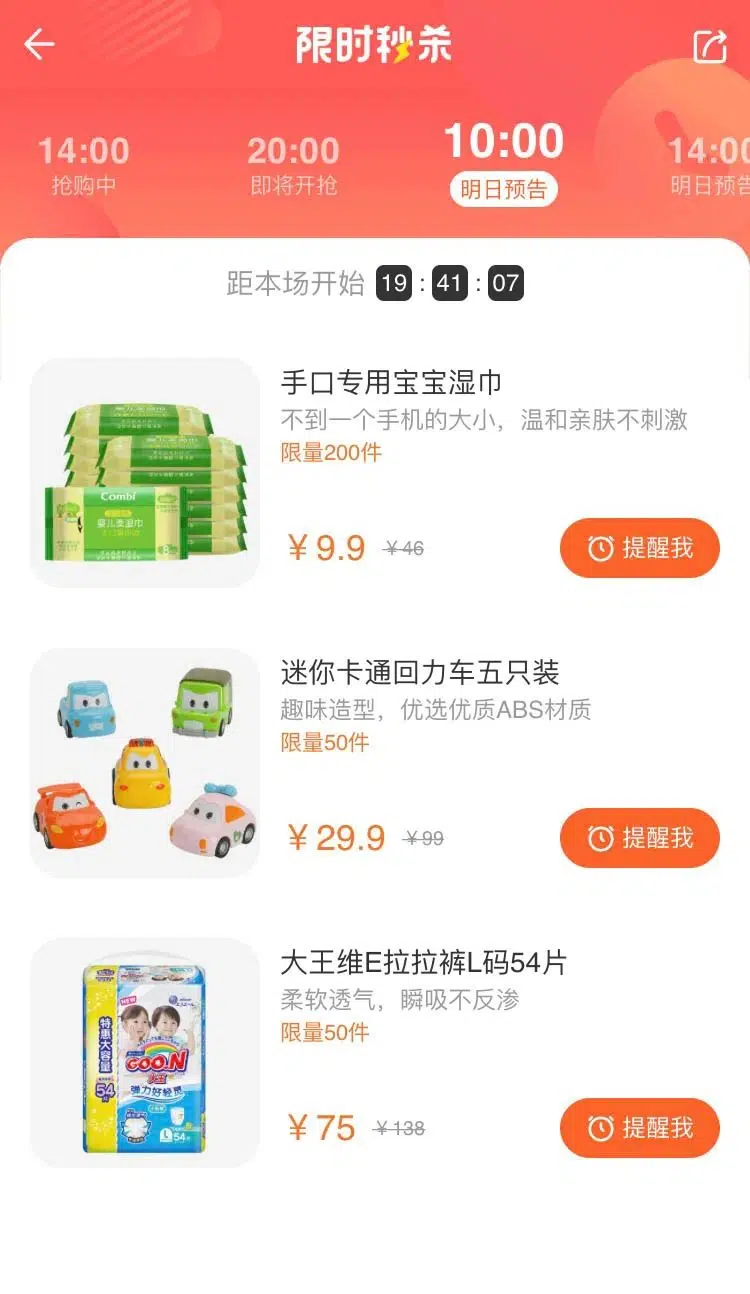 限时秒杀
14:00
20:00
10:00
14:00
抢购中
即将开抢
明日预告
明日预告
距本场开始 19 : 41 : 07
手口专用宝宝湿巾
不到一个手机的大小，温和亲肤不刺激
限量200件
￥9.9 ￥46
提醒我
Combi
婴儿柔湿巾
迷你卡通回力车五只装
趣味造型，优选优质ABS材质
限量50件
￥29.9 ￥99
提醒我
大王维E拉拉裤L码54片
柔软透气，瞬吸不反渗
限量50件
￥75 ￥138
提醒我
NEW
特惠大容量
54片
GOO.N
大王
弹力好轻灵
L 54